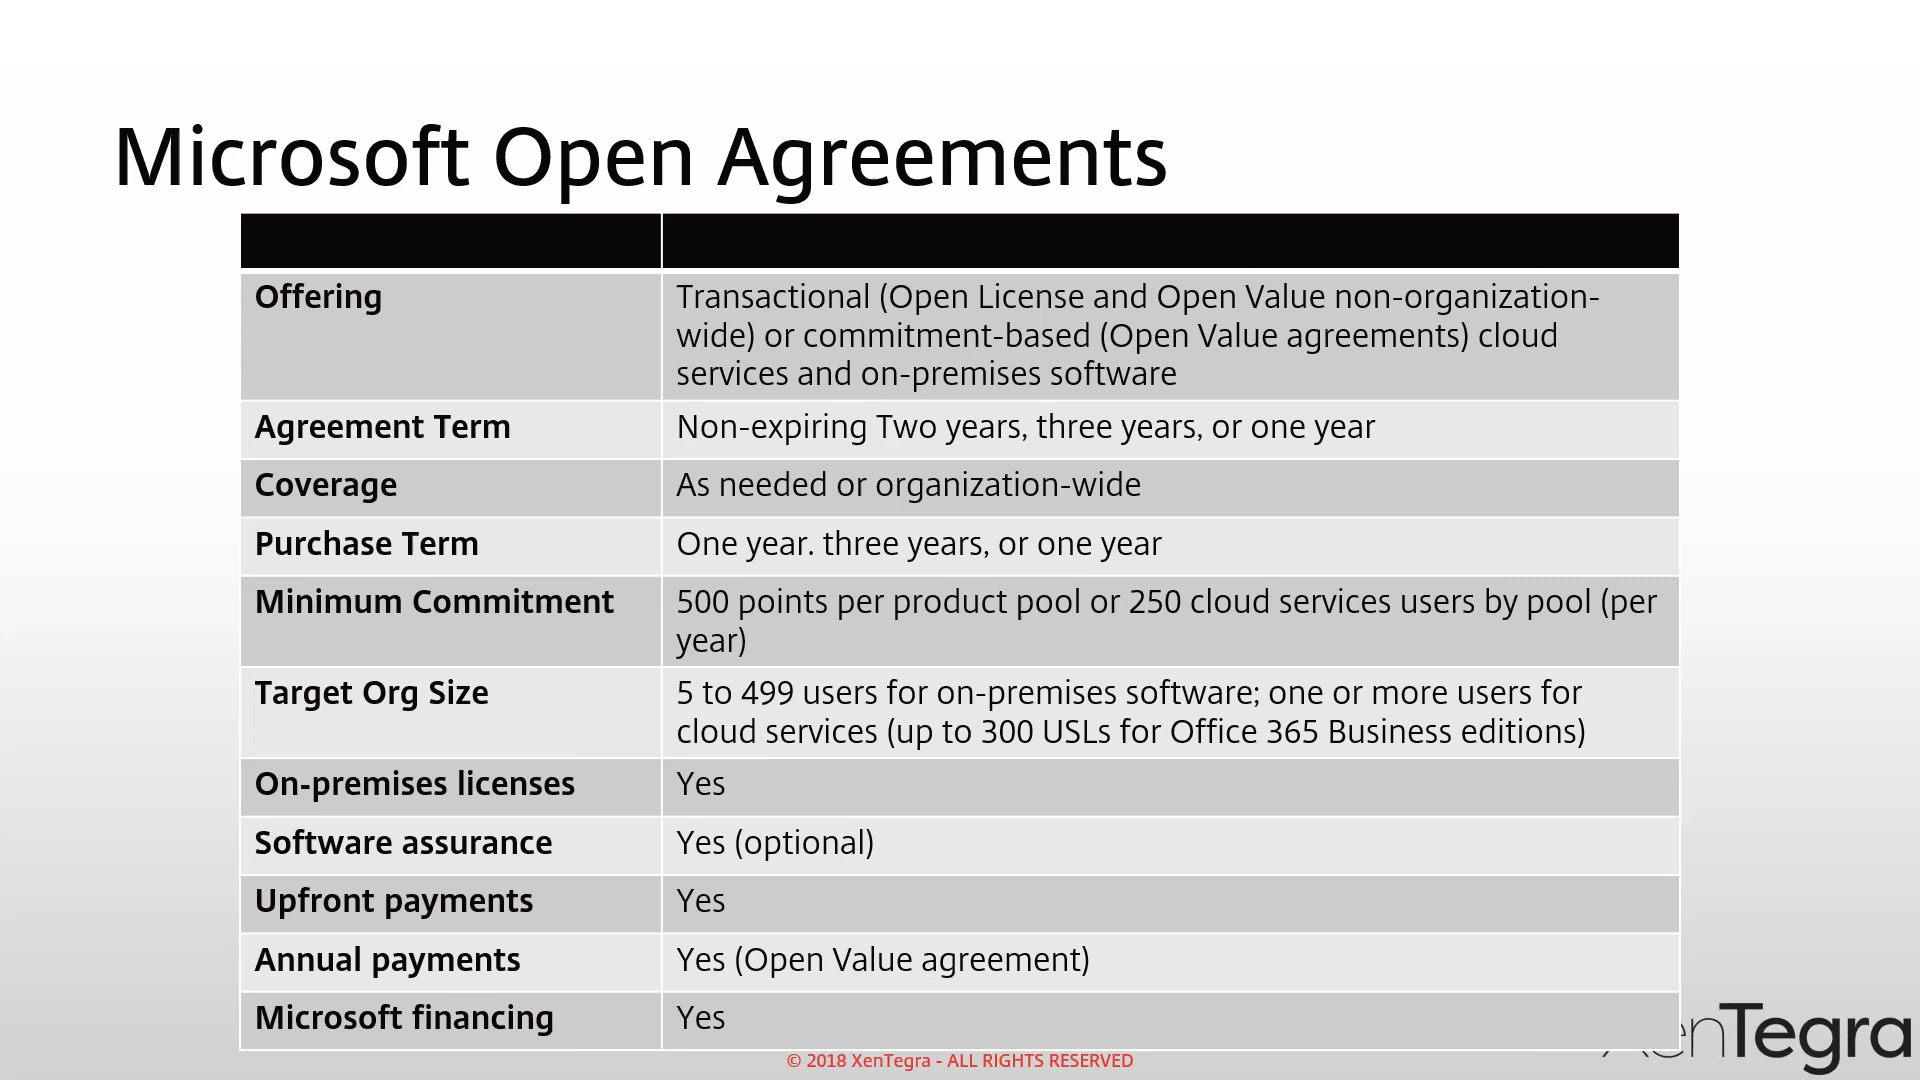 Microsoft Open Agreements
Offering
Transactional (Open License and Open Value non-organization-
wide) or commitment-based (Open Value agreements) cloud
services and on-premises software
Agreement Term
Non-expiring Two years, three years, or one year
Coverage
As needed or organization-wide
Purchase Term
One year. three years, or one year
Minimum Commitment
500 points per product pool or 250 cloud services users by pool (per
year)
Target Org Size
5 to 499 users for on-premises software; one or more users for
cloud services (up to 300 USLs for Office 365 Business editions)
On-premises licenses
Yes
Software assurance
Yes (optional)
Upfront payments
Yes
Annual payments
Yes (Open Value agreement)
Microsoft financing
Yes
XenTegra
© 2018 XenTegra - ALL RIGHTS RESERVED